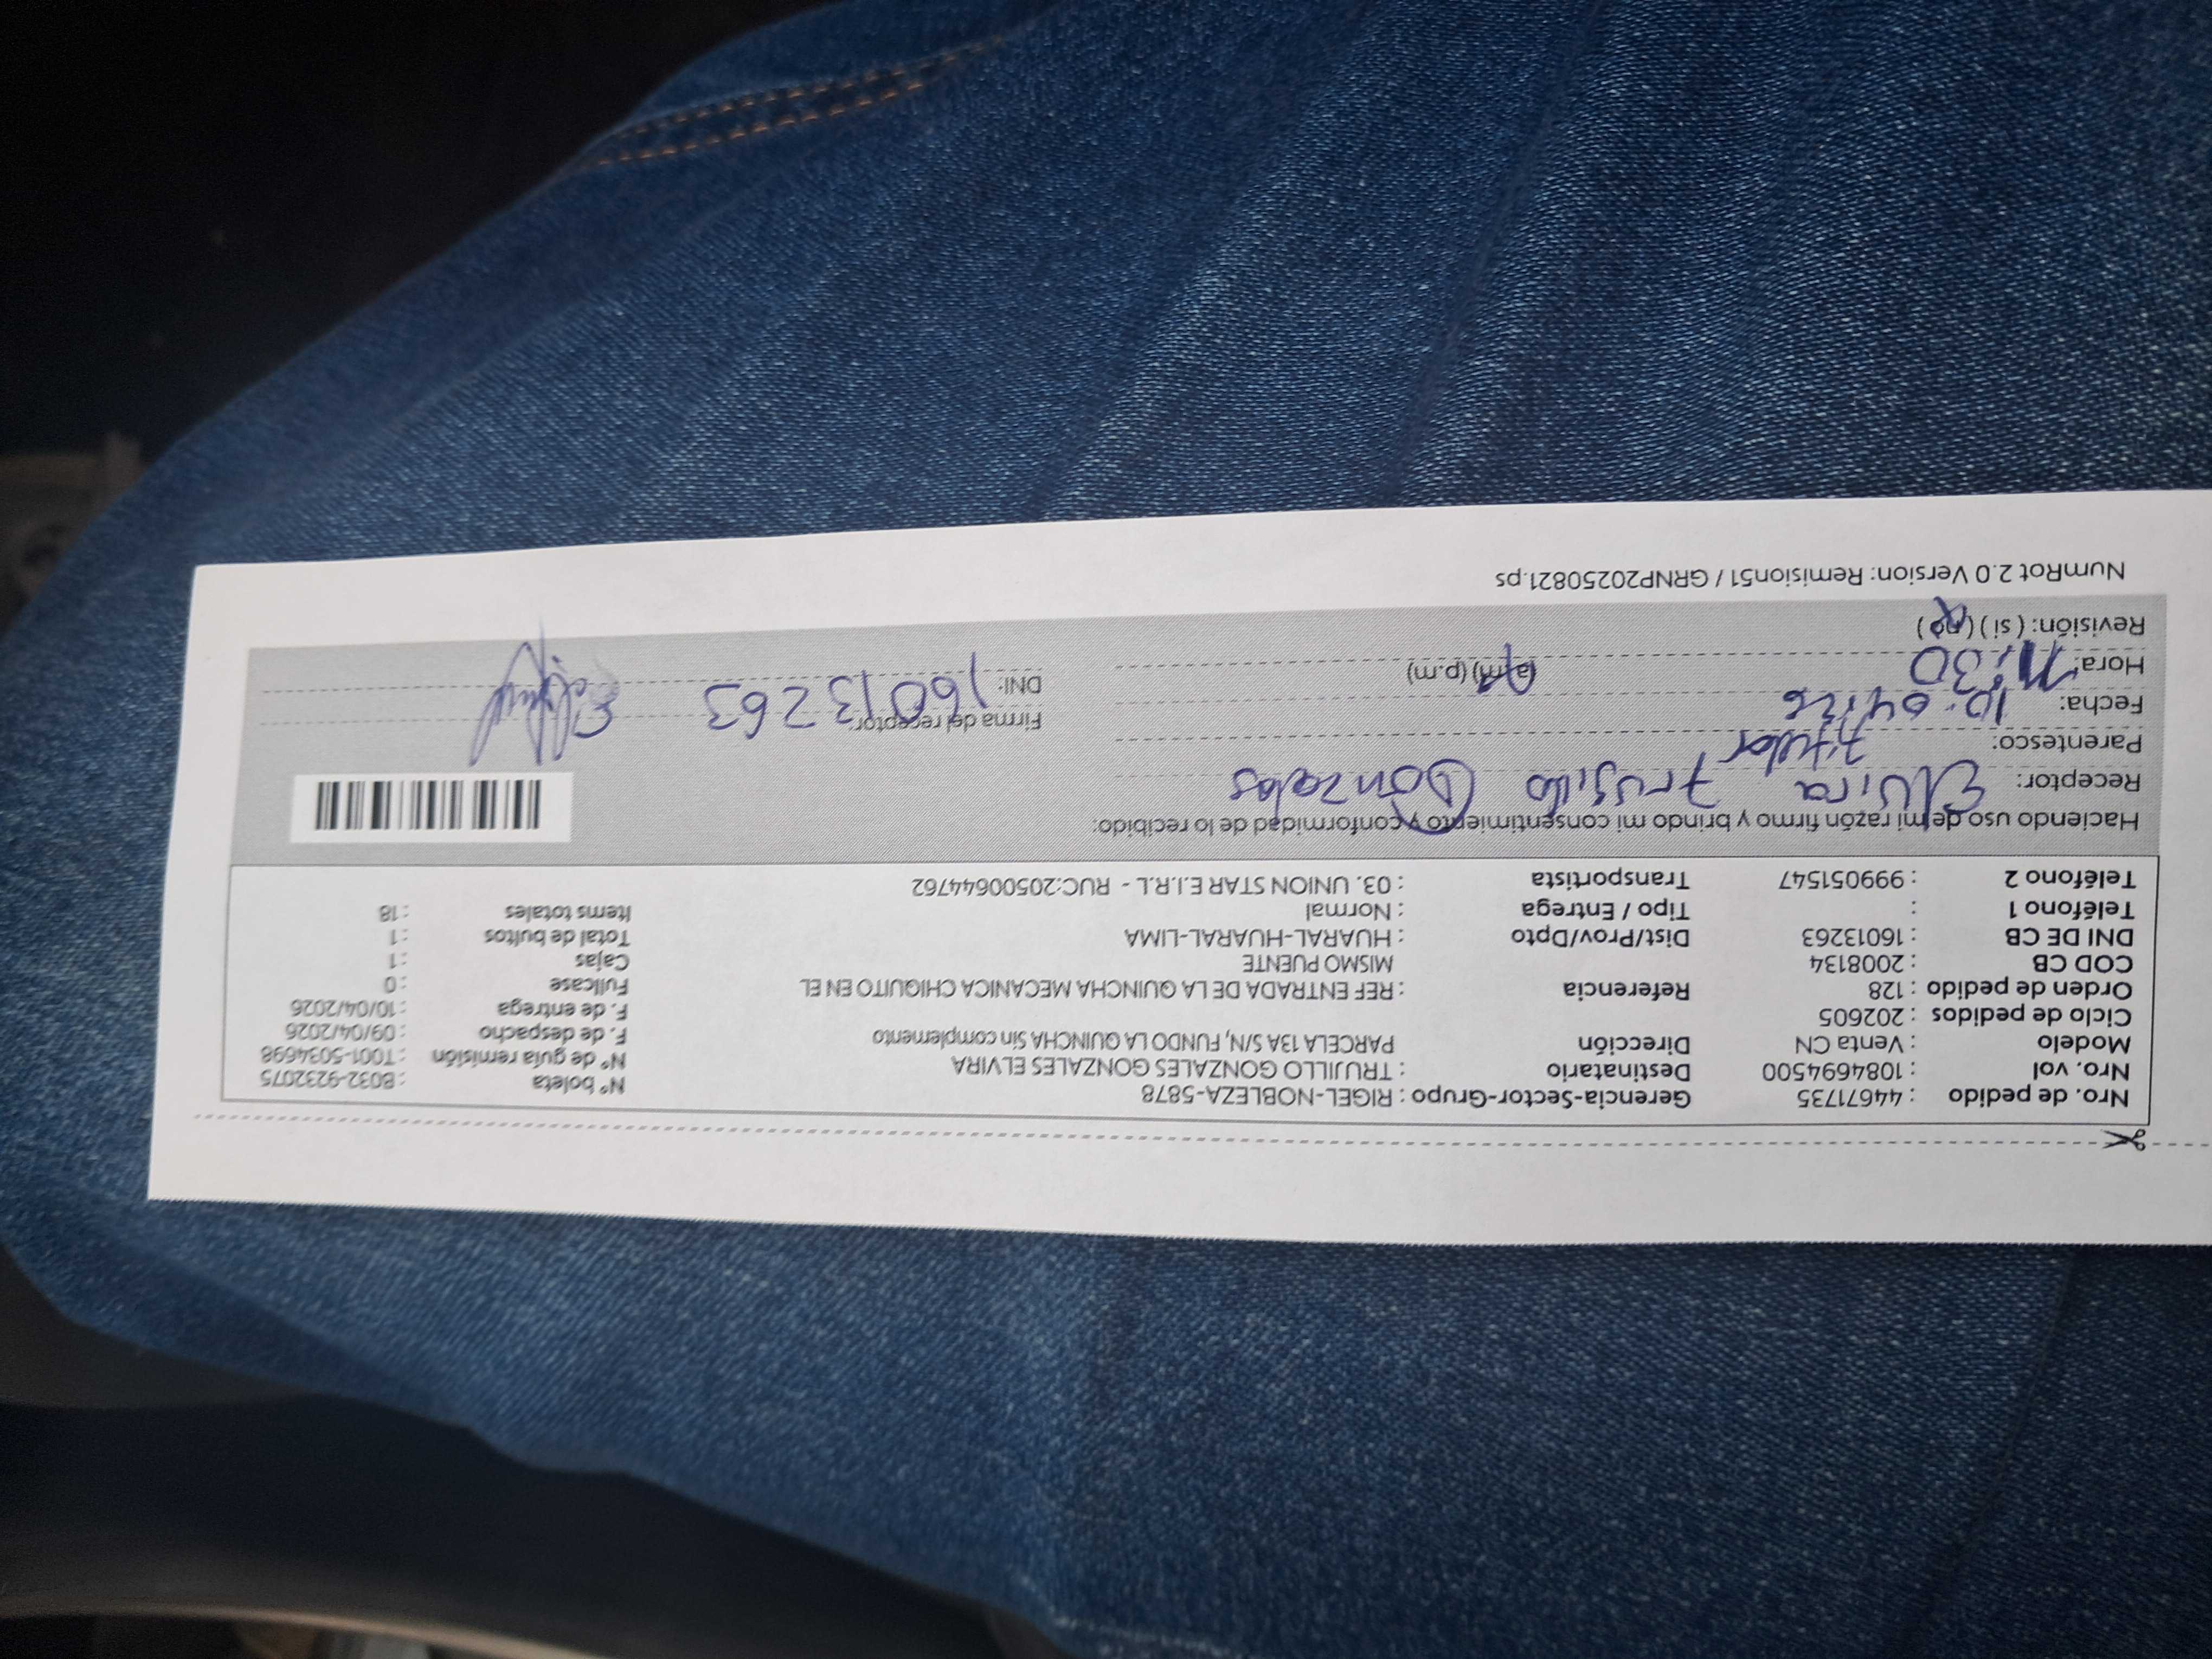 Nro. de pedido : 44671735 Gerencia-Sector-Grupo : RIGEL-NOBLEZA-5878 N° boleta : B032-9232075
Nro. vol : 1084694500 Destinatario : TRUJILLO GONZALES GONZALES ELVIRA N° de guía remisión : T001-5034698
Modelo : Venta CN Dirección PARCELA 13A S/N, FUNDO LA QUINCHA Sin complemento F. de despacho : 09/04/2026
Ciclo de pedidos : 202605 F. de entrega : 10/04/2026
Orden de pedido : 128 Referencia : REF ENTRADA DE LA QUINCHA MECANICA CHIQUITO EN EL Fullcase : 0
COD CB : 2008134 MISMO PUENTE Cajas : 1
DNI DE CB : 16013263 Dist/Prov/Dpto : HUARAL-HUARAL-LIMA Total de bultos : 1
Teléfono 1 : Tipo / Entrega : Normal Items totales : 18
Teléfono 2 : 999051547 Transportista : 03. UNION STAR E.I.R.L - RUC:20500644762
Haciendo uso de mi razón firmo y brindo mi consentimiento y conformidad de lo recibido:
Receptor: Elvira Trujillo Gonzales
Parentesco: Titular
Fecha: 10.04.26 Firma del receptor:
Hora: 11:30 (a.m) (p.m) DNI: 16013263
Revisión: ( si ) ( no )
NumRot 2.0 Version: Remision51 / GRNP20250821.ps